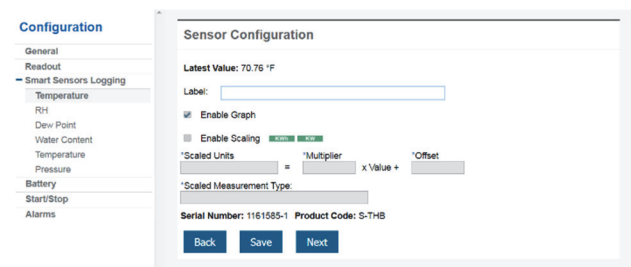 Configuration
General
Readout
Smart Sensors Logging
Temperature
RH
Dew Point
Water Content
Temperature
Pressure
Battery
Start/Stop
Alarms
Sensor Configuration
Latest Value: 70.76 °F
Label:
Enable Graph
Enable Scaling KWh KW
*Scaled Units *Multiplier *Offset
= x Value +
*Scaled Measurement Type:
Serial Number: 1161585-1 Product Code: S-THB
Back Save Next